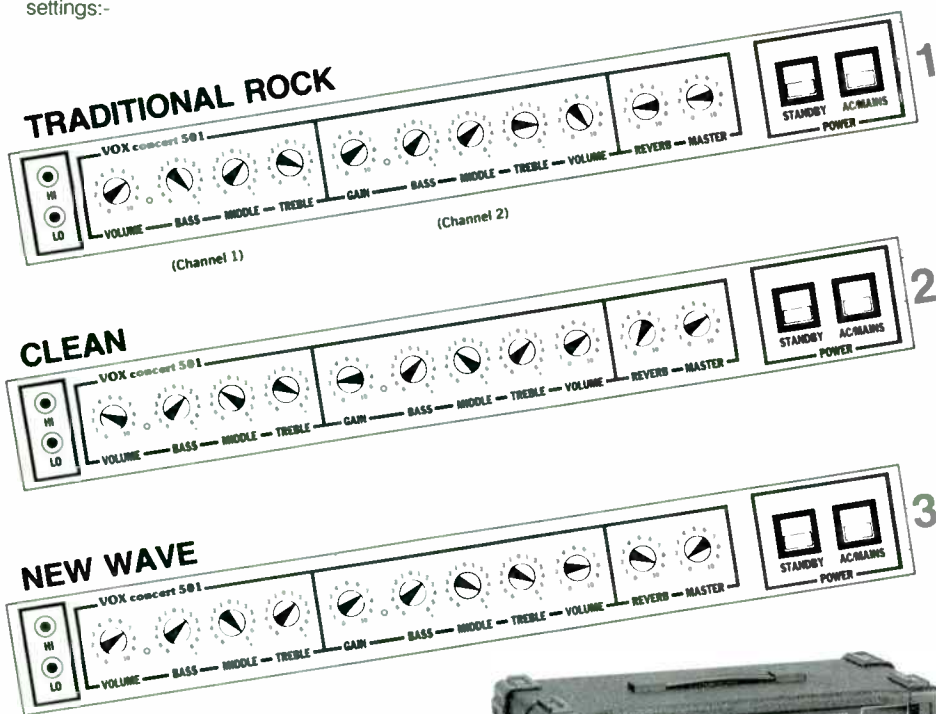 settings:-
1
TRADITIONAL ROCK
VOX concert 501
HI
LO
VOLUME BASS MIDDLE TREBLE GAIN BASS MIDDLE TREBLE VOLUME REVERB MASTER
STANDBY AC/MAINS
POWER
(Channel 1)
(Channel 2)
2
CLEAN
VOX concert 501
HI
LO
VOLUME BASS MIDDLE TREBLE GAIN BASS MIDDLE TREBLE VOLUME REVERB MASTER
STANDBY AC/MAINS
POWER
3
NEW WAVE
VOX concert 501
HI
LO
VOLUME BASS MIDDLE TREBLE GAIN BASS MIDDLE TREBLE VOLUME REVERB MASTER
STANDBY AC/MAINS
POWER